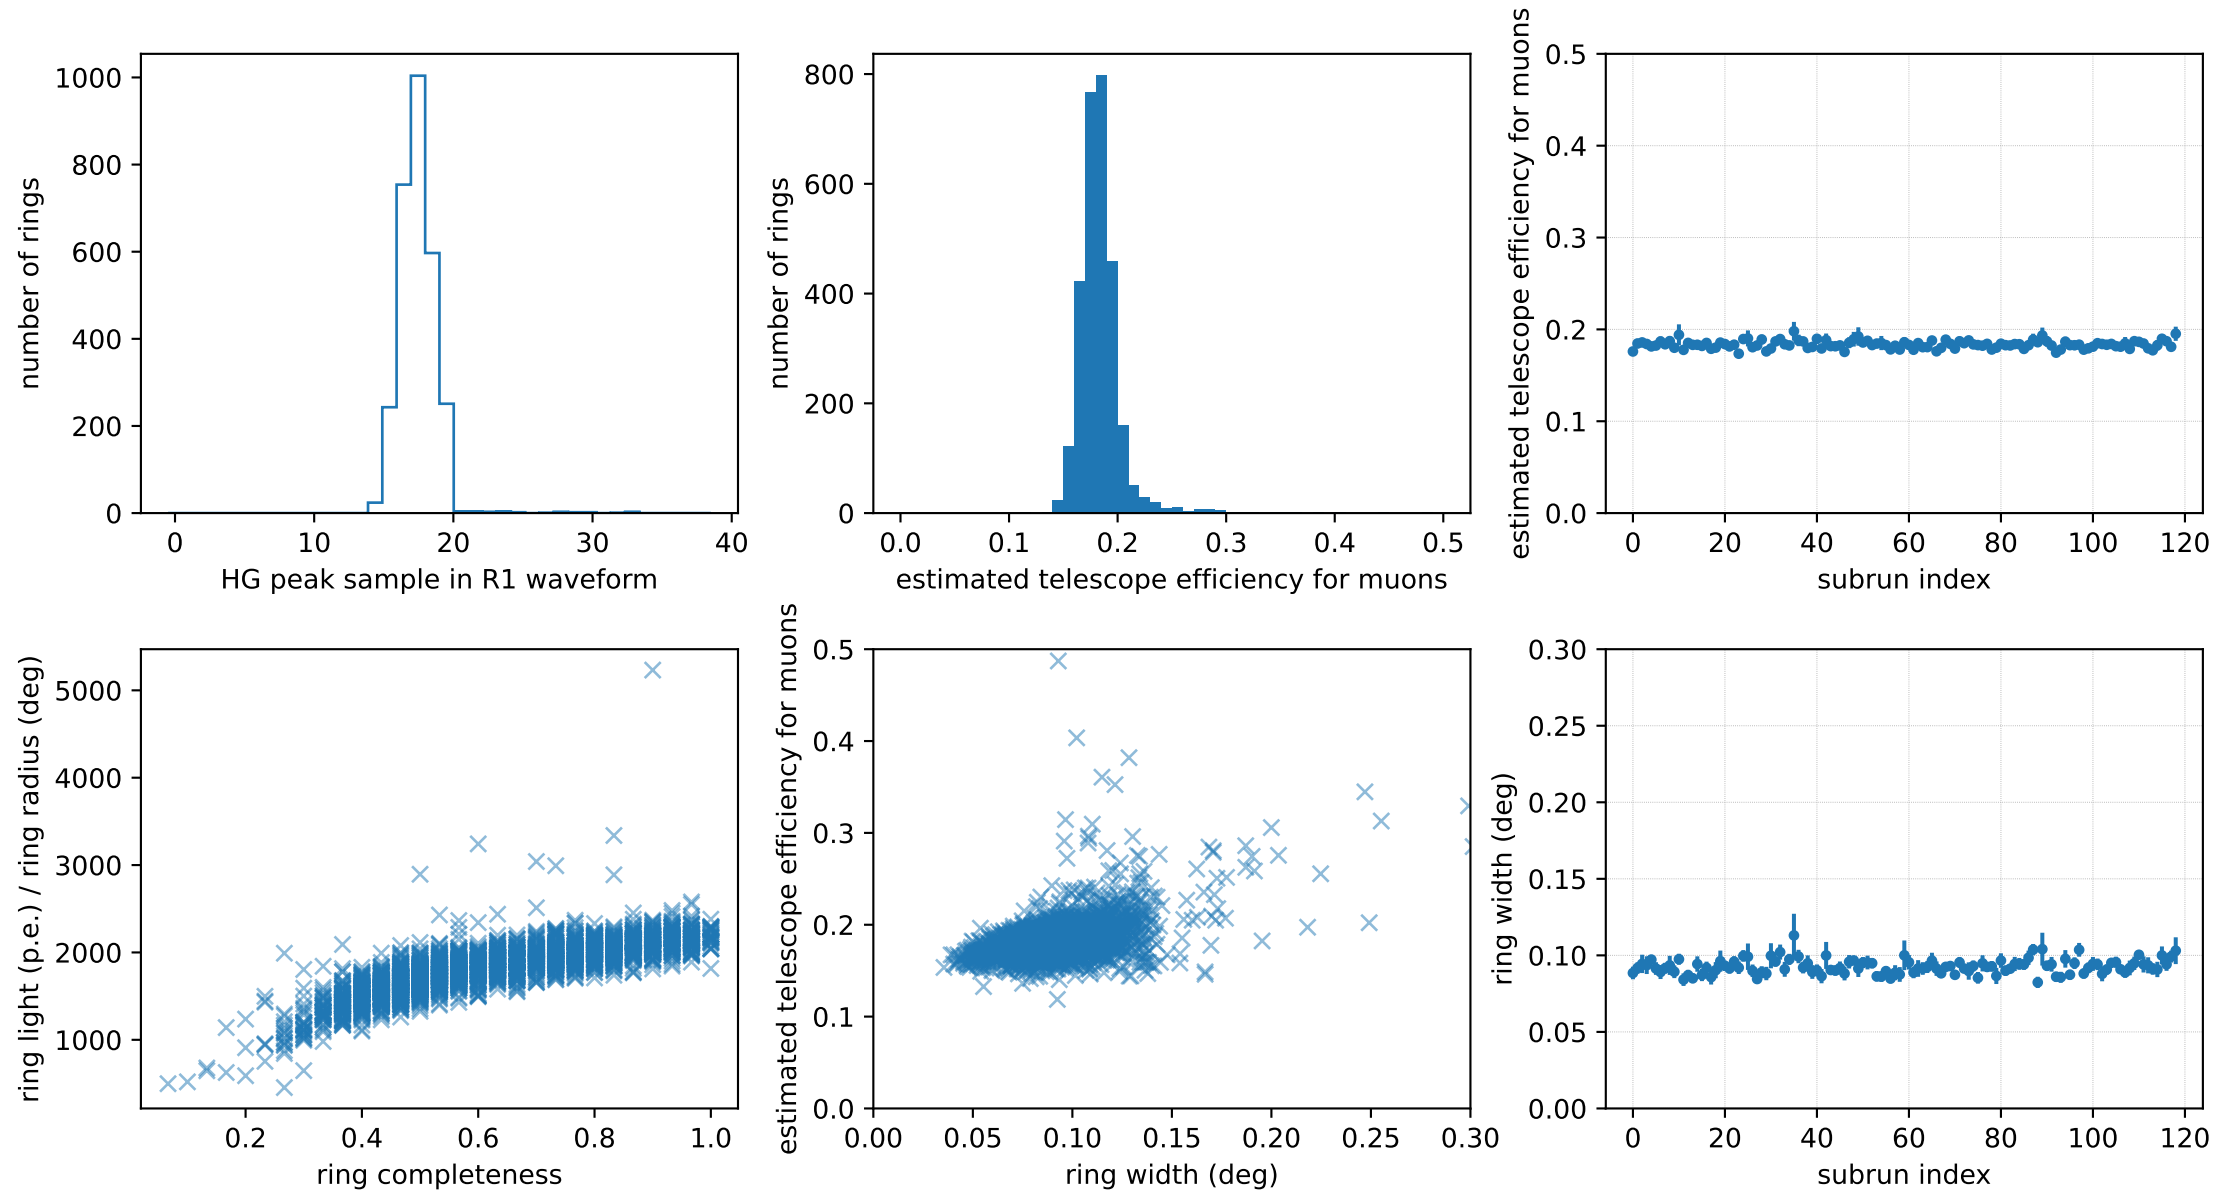 number of rings
1000
800
600
400
200
0
0 10 20 30 40
HG peak sample in R1 waveform
number of rings
800
600
400
200
0
0.0 0.1 0.2 0.3 0.4 0.5
estimated telescope efficiency for muons
estimated telescope efficiency for muons
0.5
0.4
0.3
0.2
0.1
0.0
0 20 40 60 80 100 120
subrun index
ring light (p.e.) / ring radius (deg)
5000
4000
3000
2000
1000
0.2 0.4 0.6 0.8 1.0
ring completeness
estimated telescope efficiency for muons
0.5
0.4
0.3
0.2
0.1
0.0
0.00 0.05 0.10 0.15 0.20 0.25 0.30
ring width (deg)
ring width (deg)
0.30
0.25
0.20
0.15
0.10
0.05
0.00
0 20 40 60 80 100 120
subrun index